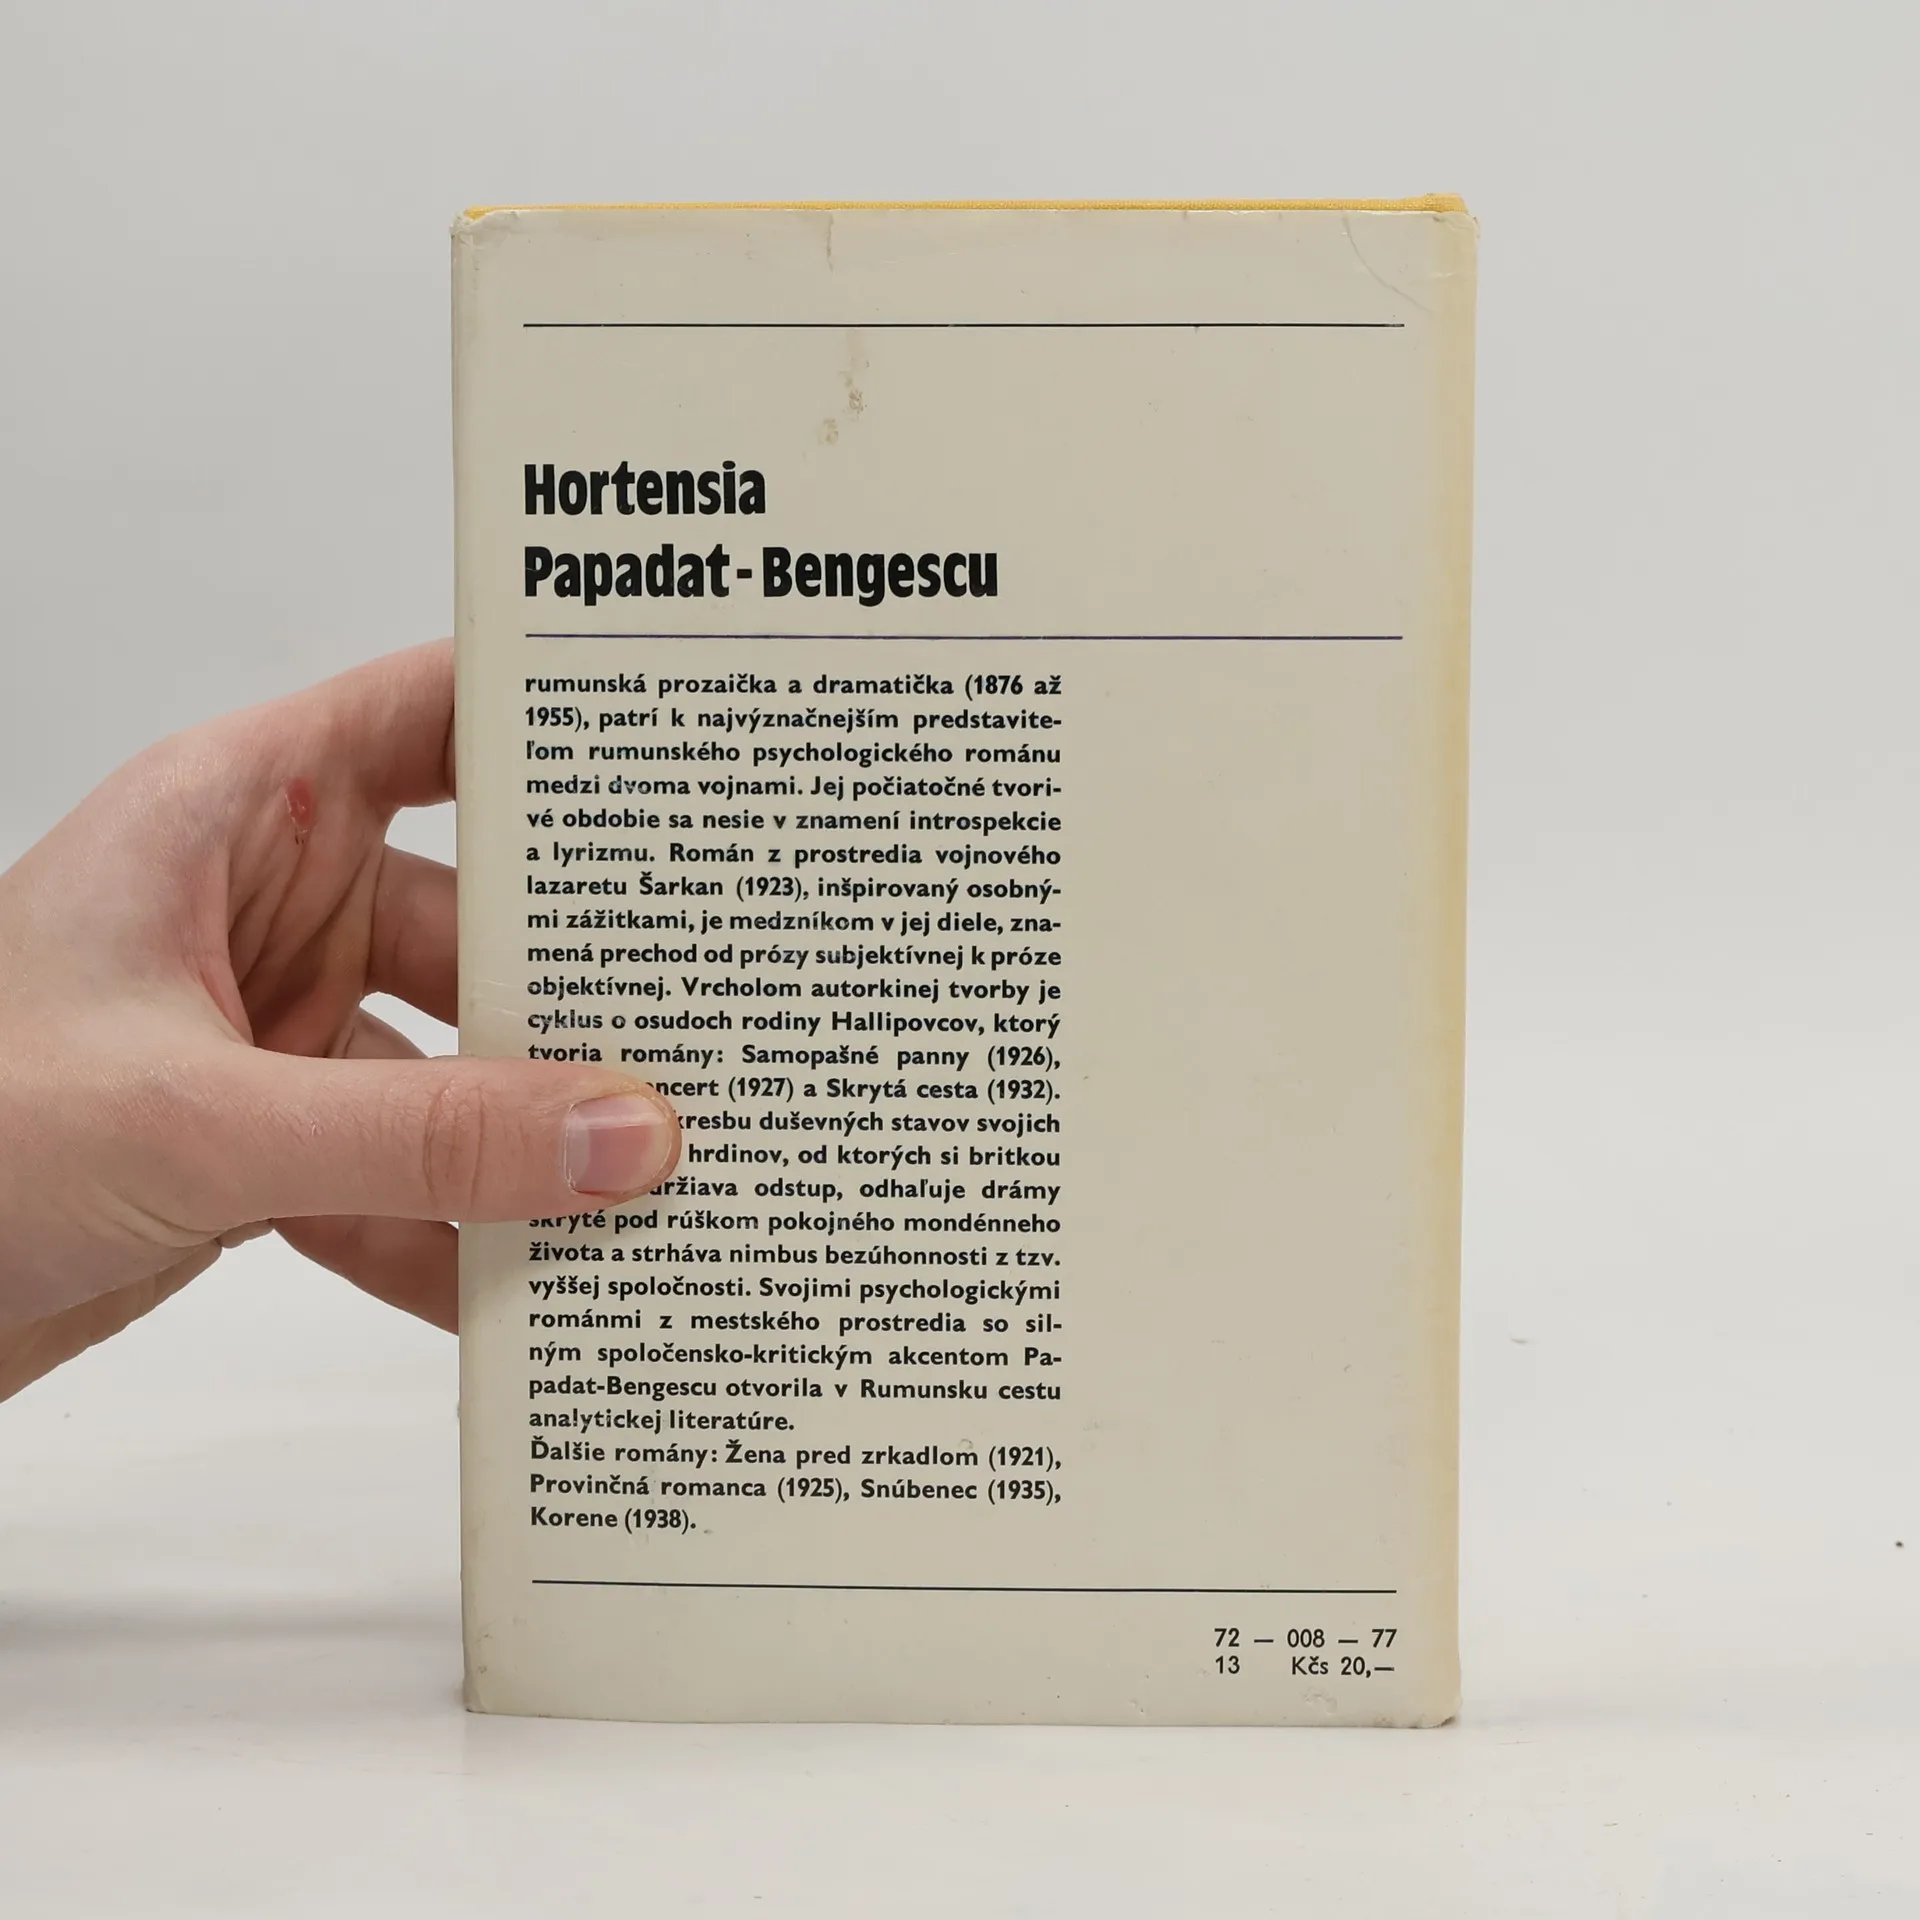 Hortensia
Papadat-Bengescu
rumunská prozaička a dramatička (1876 až
1955), patrí k najvýznačnejším predstavite-
ľom rumunského psychologického románu
medzi dvoma vojnami. Jej počiatočné tvori-
vé obdobie sa nesie v znamení introspekcie
a lyrizmu. Román z prostredia vojnového
lazaretu Šarkan (1923), inšpirovaný osobný-
mi zážitkami, je medzníkom v jej diele, zna-
mená prechod od prózy subjektívnej k próze
objektívnej. Vrcholom autorkinej tvorby je
cyklus o osudoch rodiny Hallipovcov, ktorý
tvoria romány: Samopašné panny (1926),
(1927) a Skrytá cesta (1932).
duševných stavov svojich
hrdinov, od ktorých si britkou
odstup, odhaľuje drámy
skryté pod rúškom pokojného mondénneho
života a strháva nimbus bezúhonnosti z tzv.
vyššej spoločnosti. Svojimi psychologickými
románmi z mestského prostredia so sil-
ným spoločensko-kritickým akcentom Pa-
padat-Bengescu otvorila v Rumunsku cestu
analytickej literatúre.
Ďalšie romány: Žena pred zrkadlom (1921),
Provinčná romanca (1925), Snúbenec (1935),
Korene (1938).
72 — 008 — 77
13 Kčs 20,—